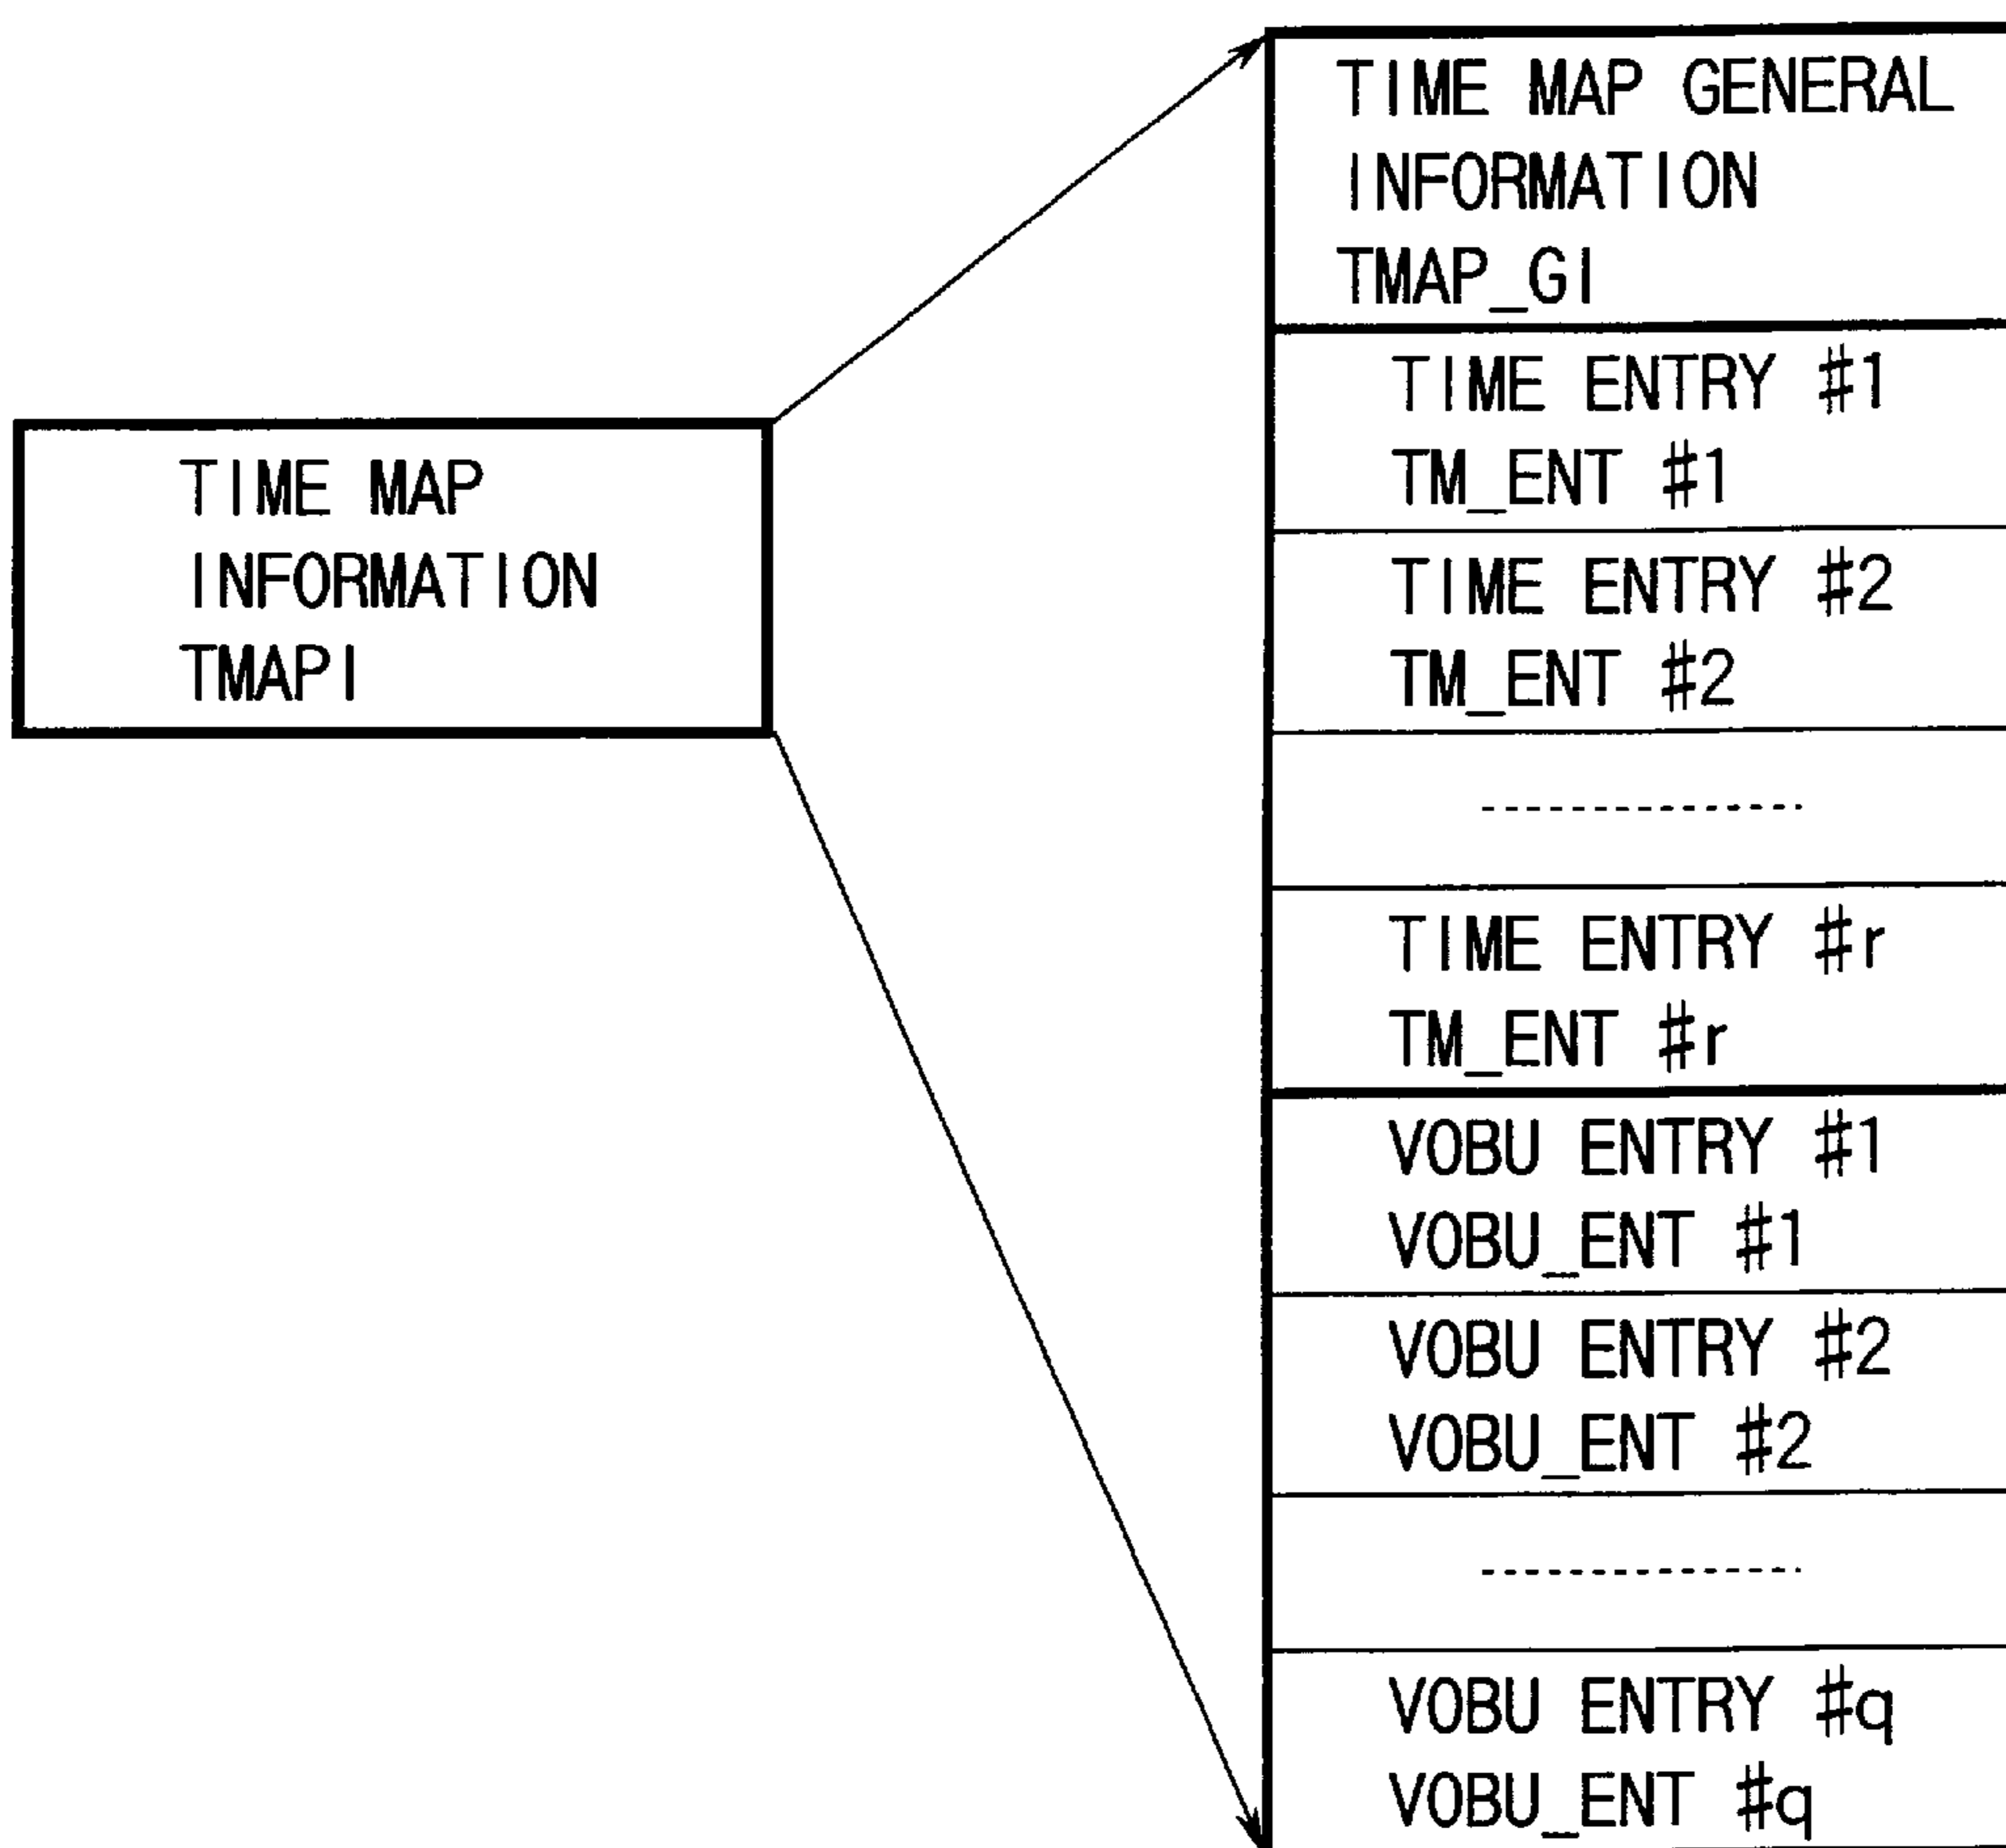 TIME MAP
INFORMATION
TMAPI
TIME MAP GENERAL
INFORMATION
TMAP_GI
TIME ENTRY #1
TM_ENT #1
TIME ENTRY #2
TM_ENT #2
TIME ENTRY #r
TM_ENT #r
VOBU ENTRY #1
VOBU_ENT #1
VOBU ENTRY #2
VOBU_ENT #2
VOBU ENTRY #q
VOBU_ENT #q